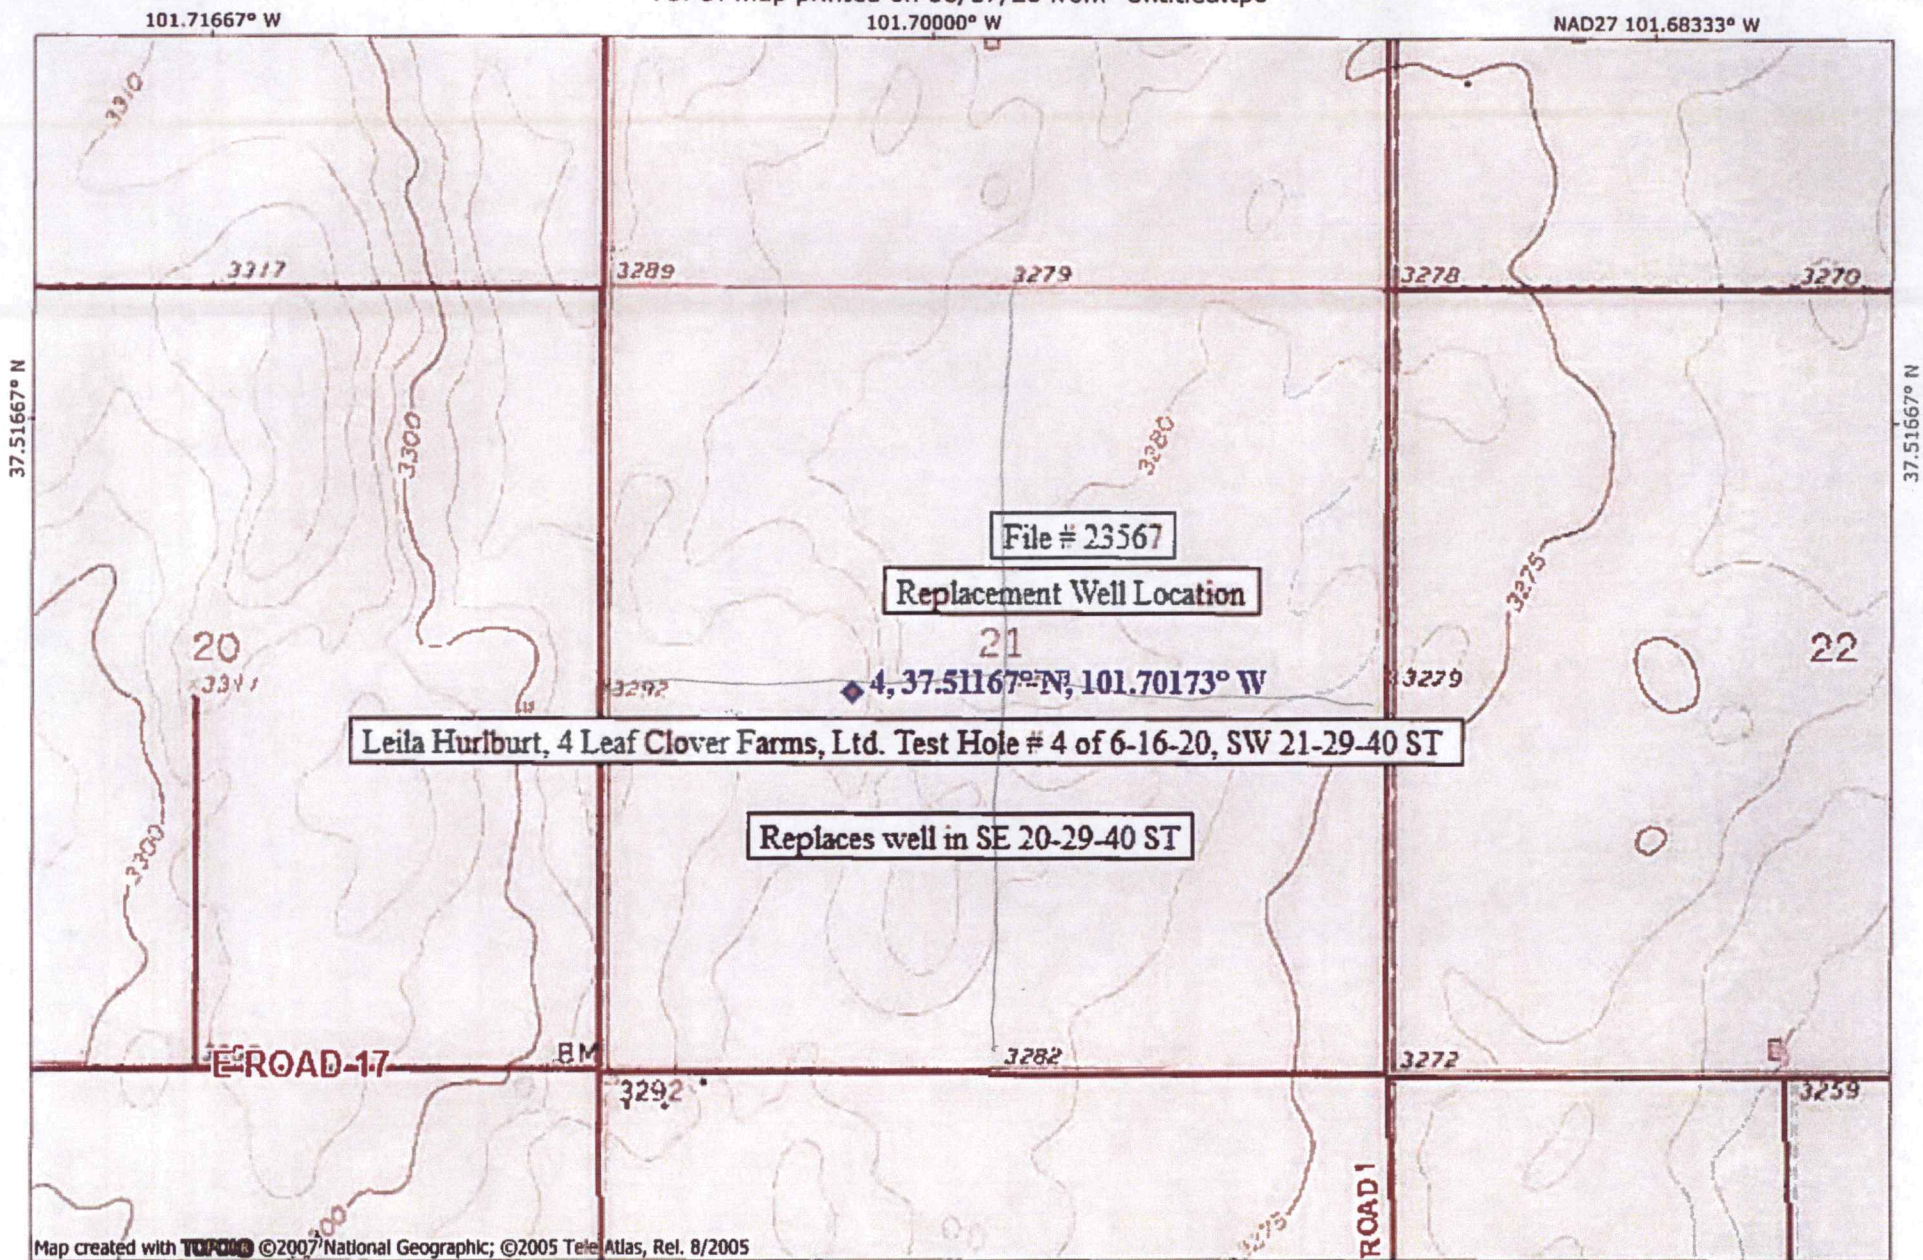 101.71667° W
101.70000° W
NAD27 101.68333° W
3310
3317
3289
3279
3278
3270
37.51667° N
37.51667° N
3300
3280
File # 23567
Replacement Well Location
3275
20
21
22
3292
4, 37.51167° N, 101.70173° W
3279
Leila Hurlburt, 4 Leaf Clover Farms, Ltd. Test Hole # 4 of 6-16-20, SW 21-29-40 ST
Replaces well in SE 20-29-40 ST
3300
E ROAD 17
BM
3282
3272
3292
3259
ROAD I
3275
Map created with TOPO!® ©2007 National Geographic; ©2005 Tele Atlas, Rel. 8/2005